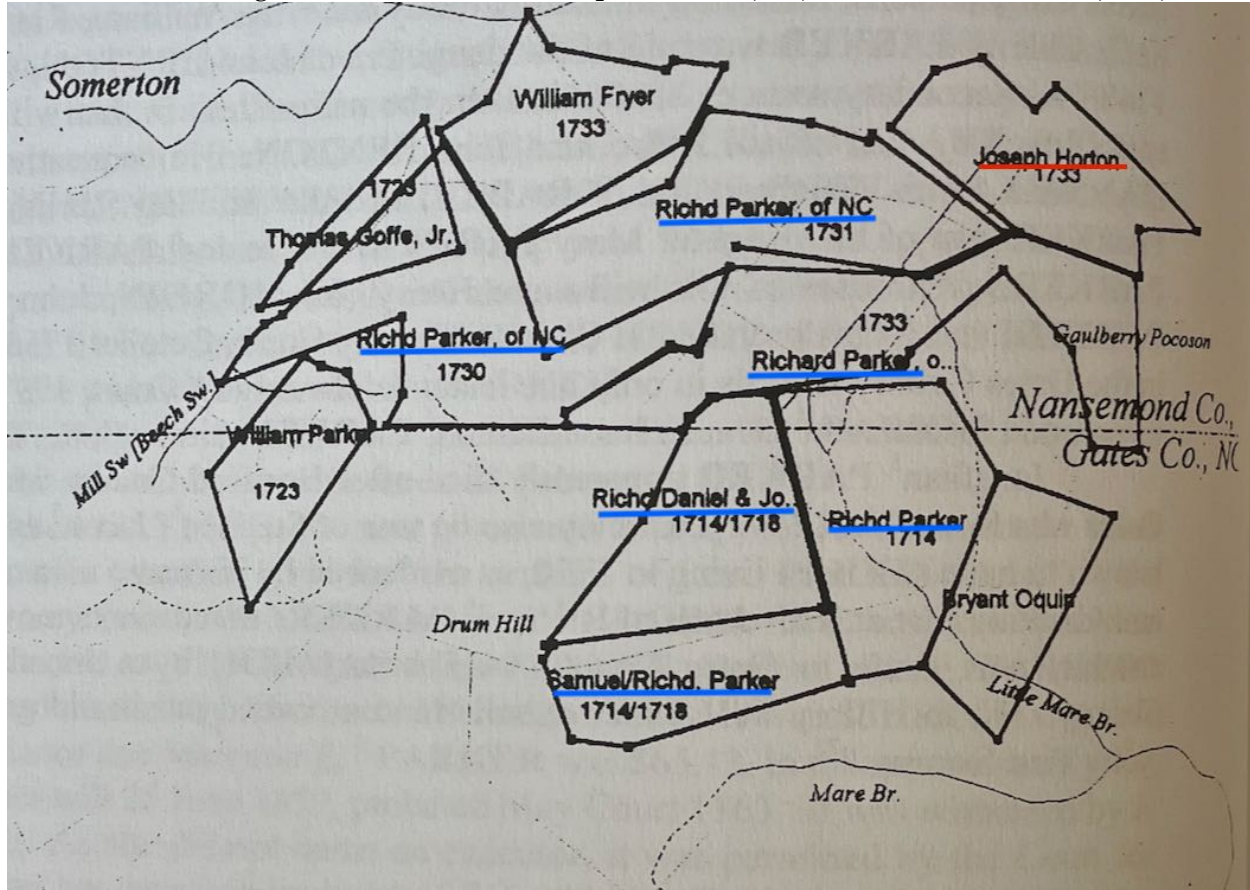 Somerton
William Fryer
1733
Joseph Horton
1733
1723
Thomas Goffe, Jr.
Richd Parker, of NC
1731
Richd Parker, of NC
1730
1733
Richard Parker, o..
Gaulberry Pocoson
Mill Sw [Beech Sw.]
William Parker
1723
Nansemond Co.,
Gates Co., NC
Richd/Daniel & Jo.
1714/1718
Richd Parker
1714
Bryant Oquin
Drum Hill
Samuel/Richd. Parker
1714/1718
Little Mare Br.
Mare Br.